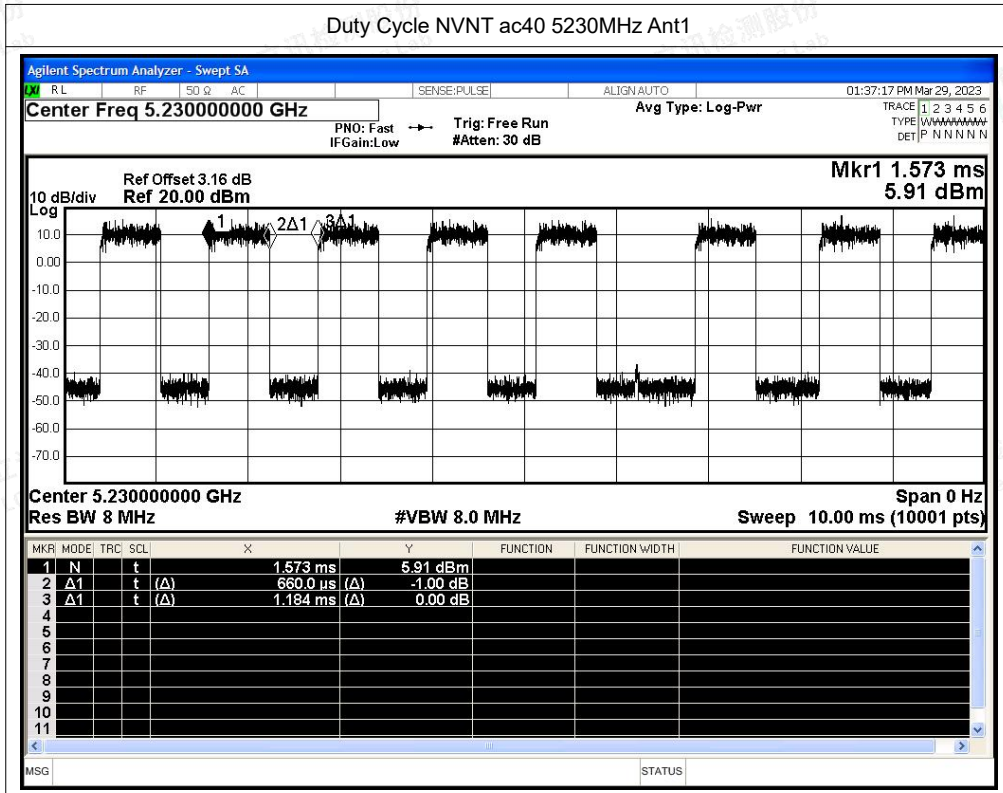 Duty Cycle NVNT ac40 5230MHz Ant1
Agilent Spectrum Analyzer - Swept SA
LXI RL RF 50 Ω AC SENSE:PULSE ALIGN AUTO 01:37:17 PM Mar 29, 2023
Center Freq 5.230000000 GHz Avg Type: Log-Pwr TRACE 1 2 3 4 5 6
PNO: Fast Trig: Free Run TYPE WWWWWW
IFGain:Low #Atten: 30 dB DET P N N N N N
Mkr1 1.573 ms
Ref Offset 3.16 dB
10 dB/div Ref 20.00 dBm 5.91 dBm
Log
1 2Δ1 3Δ1
10.0
0.00
-10.0
-20.0
-30.0
-40.0
-50.0
-60.0
-70.0
Center 5.230000000 GHz Span 0 Hz
Res BW 8 MHz #VBW 8.0 MHz Sweep 10.00 ms (10001 pts)
MKR MODE TRC SCL X Y FUNCTION FUNCTION WIDTH FUNCTION VALUE
1 N t 1.573 ms 5.91 dBm
2 Δ1 t (Δ) 660.0 µs (Δ) -1.00 dB
3 Δ1 t (Δ) 1.184 ms (Δ) 0.00 dB
4
5
6
7
8
9
10
11
MSG STATUS